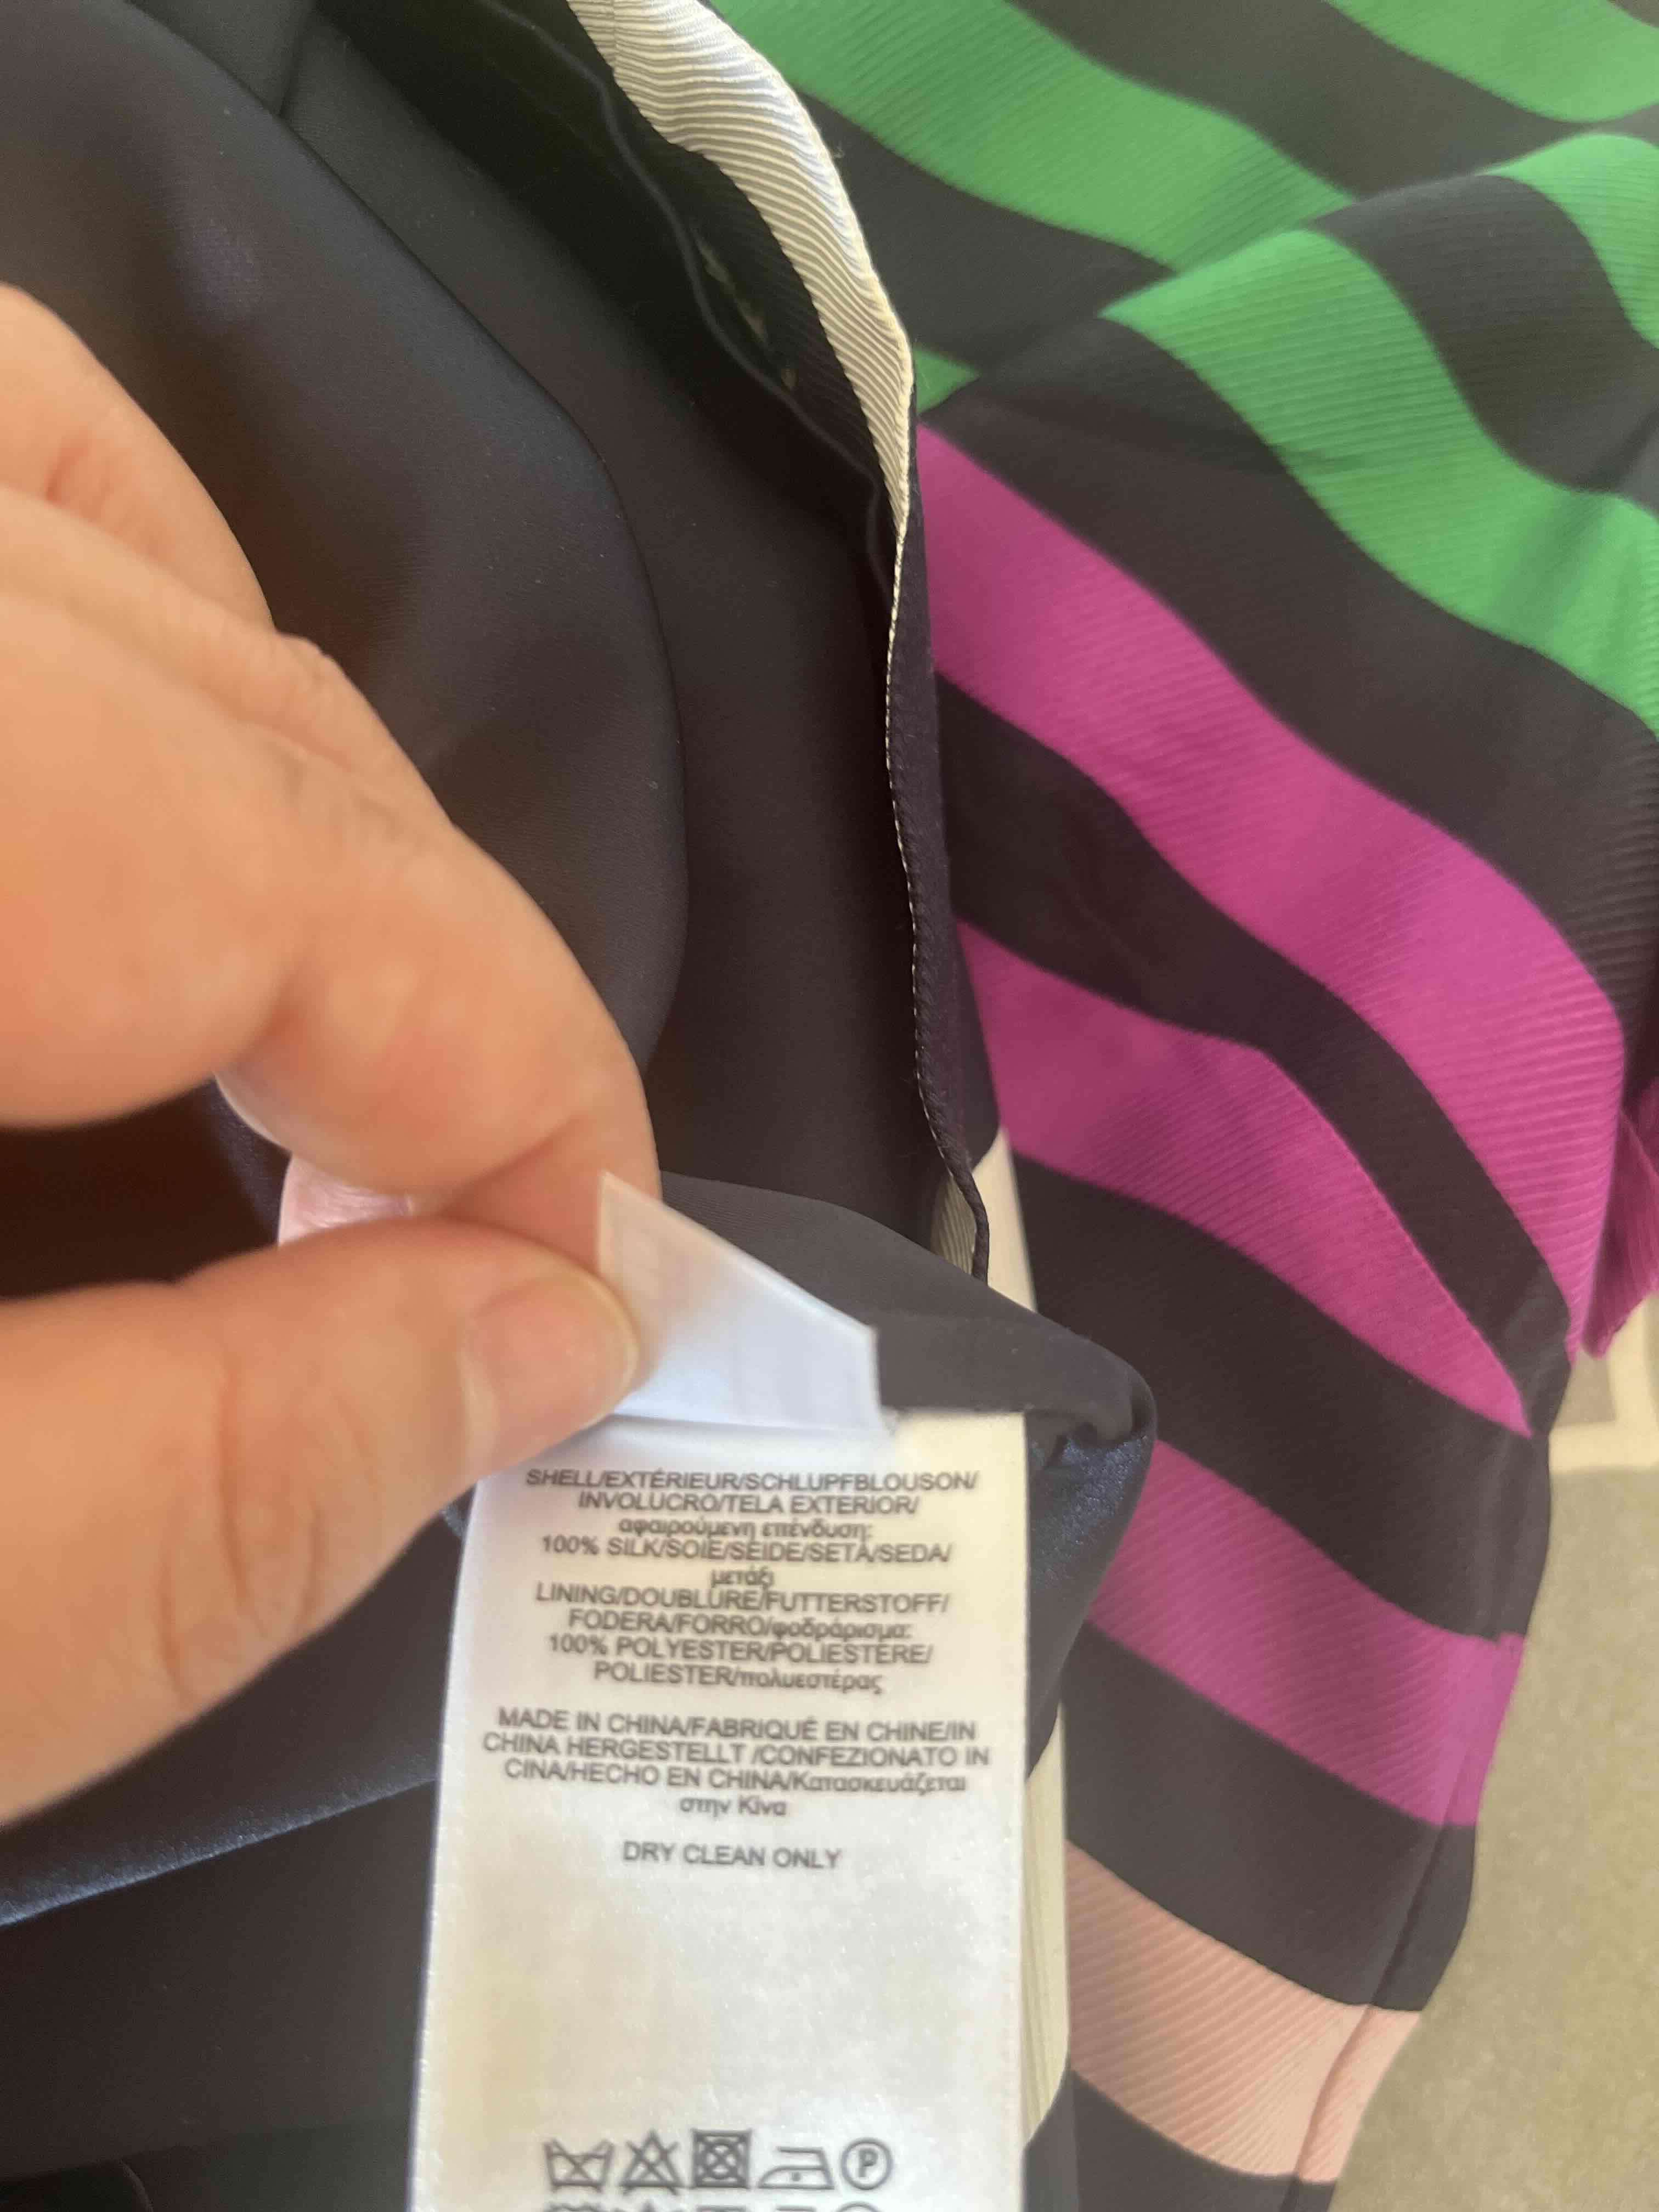 SHELL/EXTÉRIEUR/SCHLUPFBLOUSON/
INVOLUCRO/TELA EXTERIOR/
αφαιρούμενη επένδυση:
100% SILK/SOIE/SEIDE/SETA/SEDA/
μετάξι
LINING/DOUBLURE/FUTTERSTOFF/
FODERA/FORRO/φοδράρισμα:
100% POLYESTER/POLIESTERE/
POLIESTER/πολυεστέρας
MADE IN CHINA/FABRIQUÉ EN CHINE/IN
CHINA HERGESTELLT /CONFEZIONATO IN
CINA/HECHO EN CHINA/Κατασκευάζεται
στην Κίνα
DRY CLEAN ONLY
P